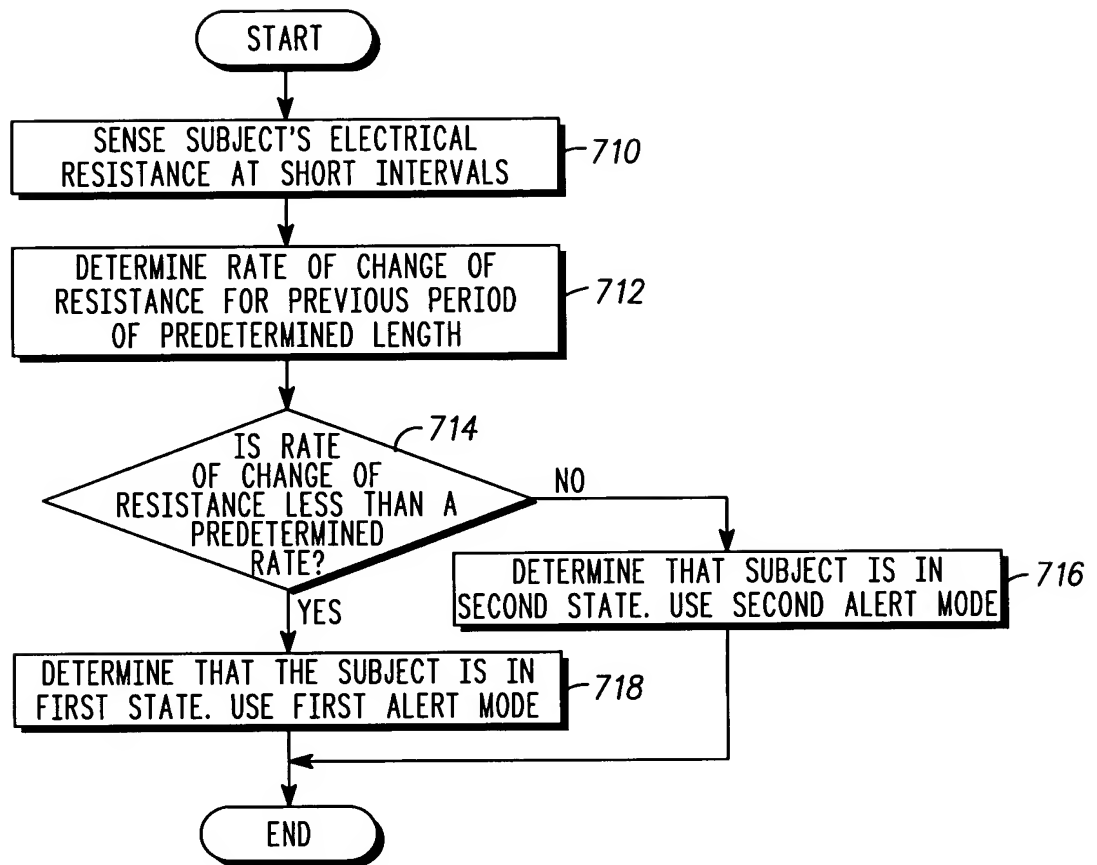 START
SENSE SUBJECT'S ELECTRICAL
RESISTANCE AT SHORT INTERVALS
710
DETERMINE RATE OF CHANGE OF
RESISTANCE FOR PREVIOUS PERIOD
OF PREDETERMINED LENGTH
712
714
IS RATE
OF CHANGE OF
RESISTANCE LESS THAN A
PREDETERMINED
RATE?
NO
DETERMINE THAT SUBJECT IS IN
SECOND STATE. USE SECOND ALERT MODE
716
YES
DETERMINE THAT THE SUBJECT IS IN
FIRST STATE. USE FIRST ALERT MODE
718
END